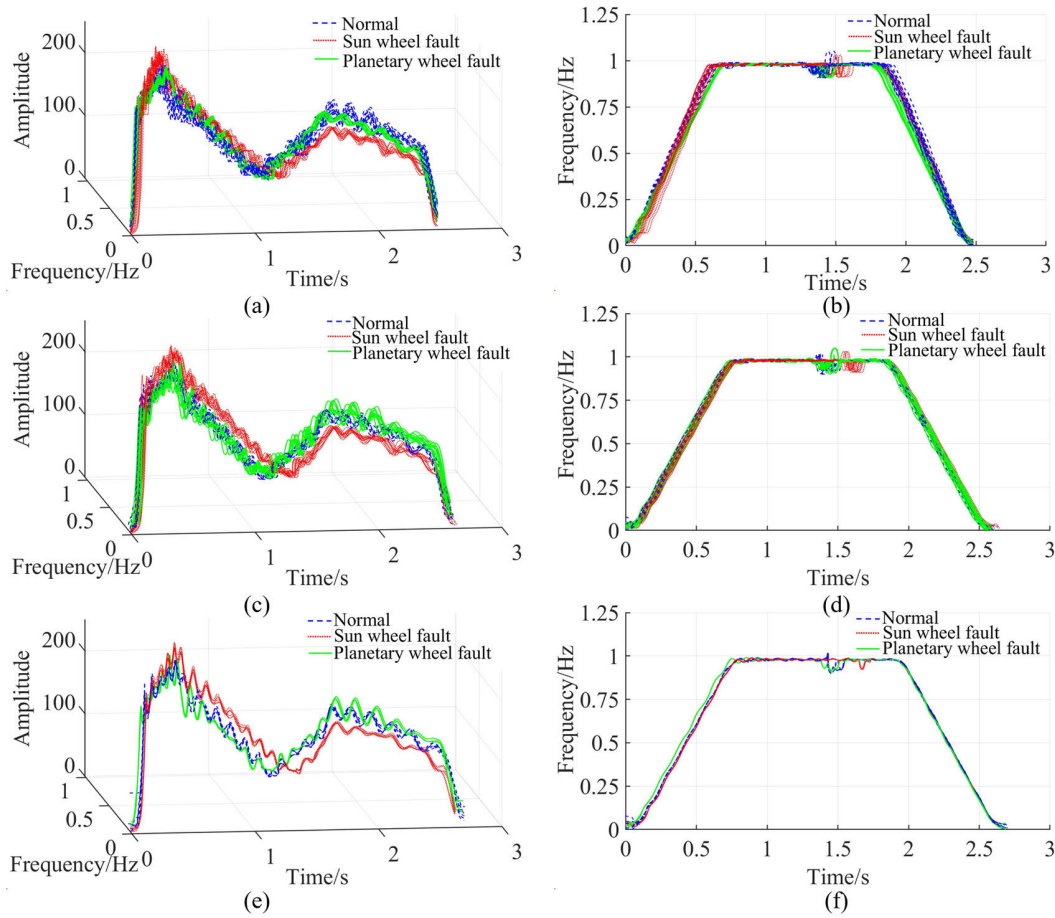 Normal
Sun wheel fault
Planetary wheel fault
Amplitude
200
100
0
1
0.5
0
Frequency/Hz
0
1
2
3
Time/s
(a)
Normal
Sun wheel fault
Planetary wheel fault
Frequency/Hz
1.25
1
0.75
0.5
0.25
0
0
0.5
1
1.5
2
2.5
3
Time/s
(b)
Normal
Sun wheel fault
Planetary wheel fault
Amplitude
200
100
0
1
0.5
0
Frequency/Hz
0
1
2
3
Time/s
(c)
Normal
Sun wheel fault
Planetary wheel fault
Frequency/Hz
1.25
1
0.75
0.5
0.25
0
0
0.5
1
1.5
2
2.5
3
Time/s
(d)
Normal
Sun wheel fault
Planetary wheel fault
Amplitude
200
100
0
1
0.5
0
Frequency/Hz
0
1
2
3
Time/s
(e)
Normal
Sun wheel fault
Planetary wheel fault
Frequency/Hz
1.25
1
0.75
0.5
0.25
0
0
0.5
1
1.5
2
2.5
3
Time/s
(f)